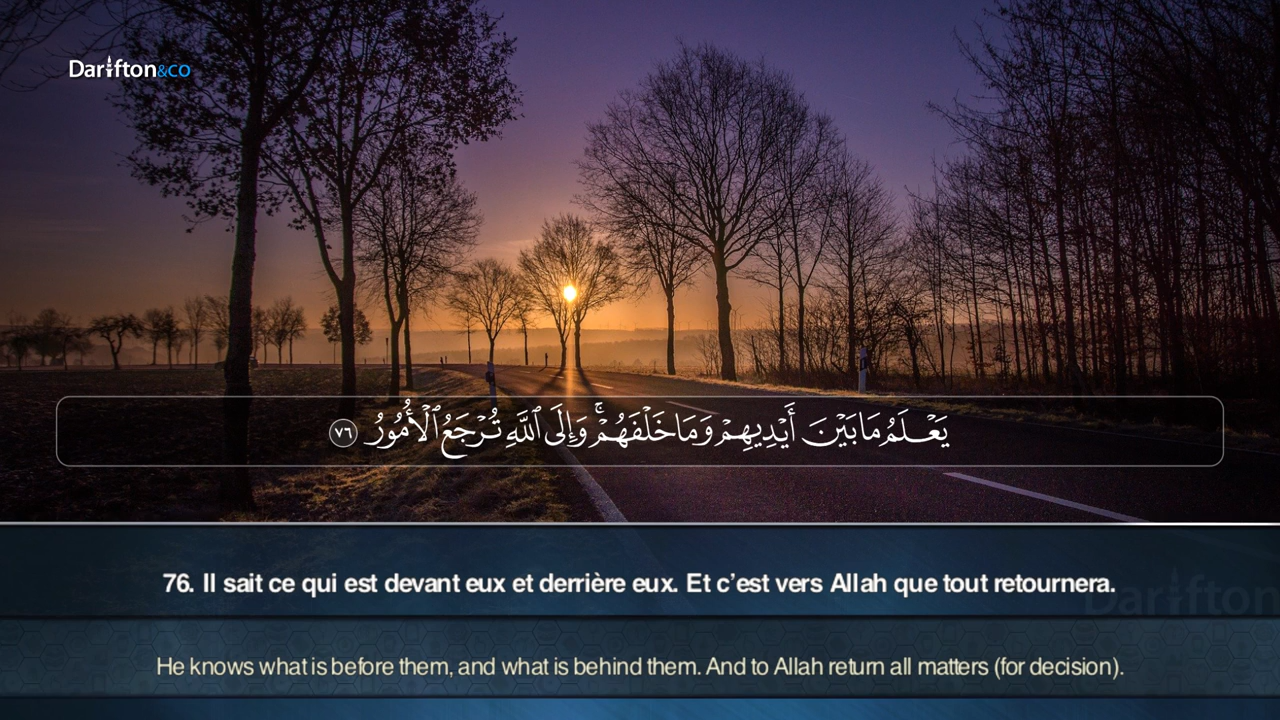 Darifton&co
يَعْلَمُ مَا بَيْنَ أَيْدِيهِمْ وَمَا خَلْفَهُمْ ۗ وَإِلَى ٱللَّهِ تُرْجَعُ ٱلْأُمُورُ ٧٦
76. Il sait ce qui est devant eux et derrière eux. Et c’est vers Allah que tout retournera.
Darifton
He knows what is before them, and what is behind them. And to Allah return all matters (for decision).